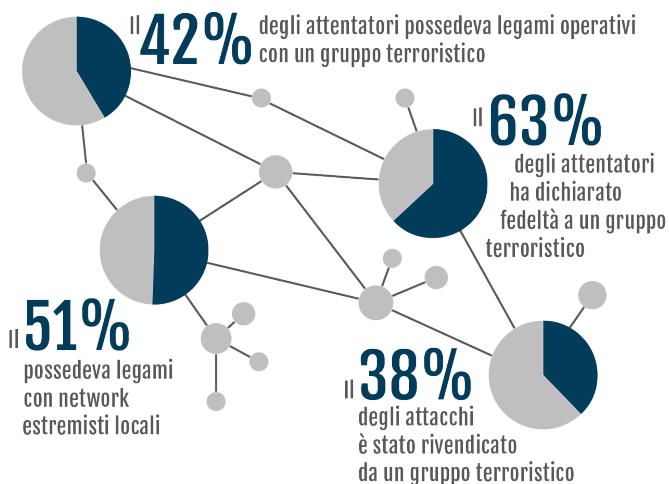 Il 42% degli attentatori possedeva legami operativi
con un gruppo terroristico
Il 63%
degli attentatori
ha dichiarato
fedeltà a un gruppo
terroristico
Il 51%
possedeva legami
con network
estremisti locali
Il 38%
degli attacchi
è stato rivendicato
da un gruppo terroristico